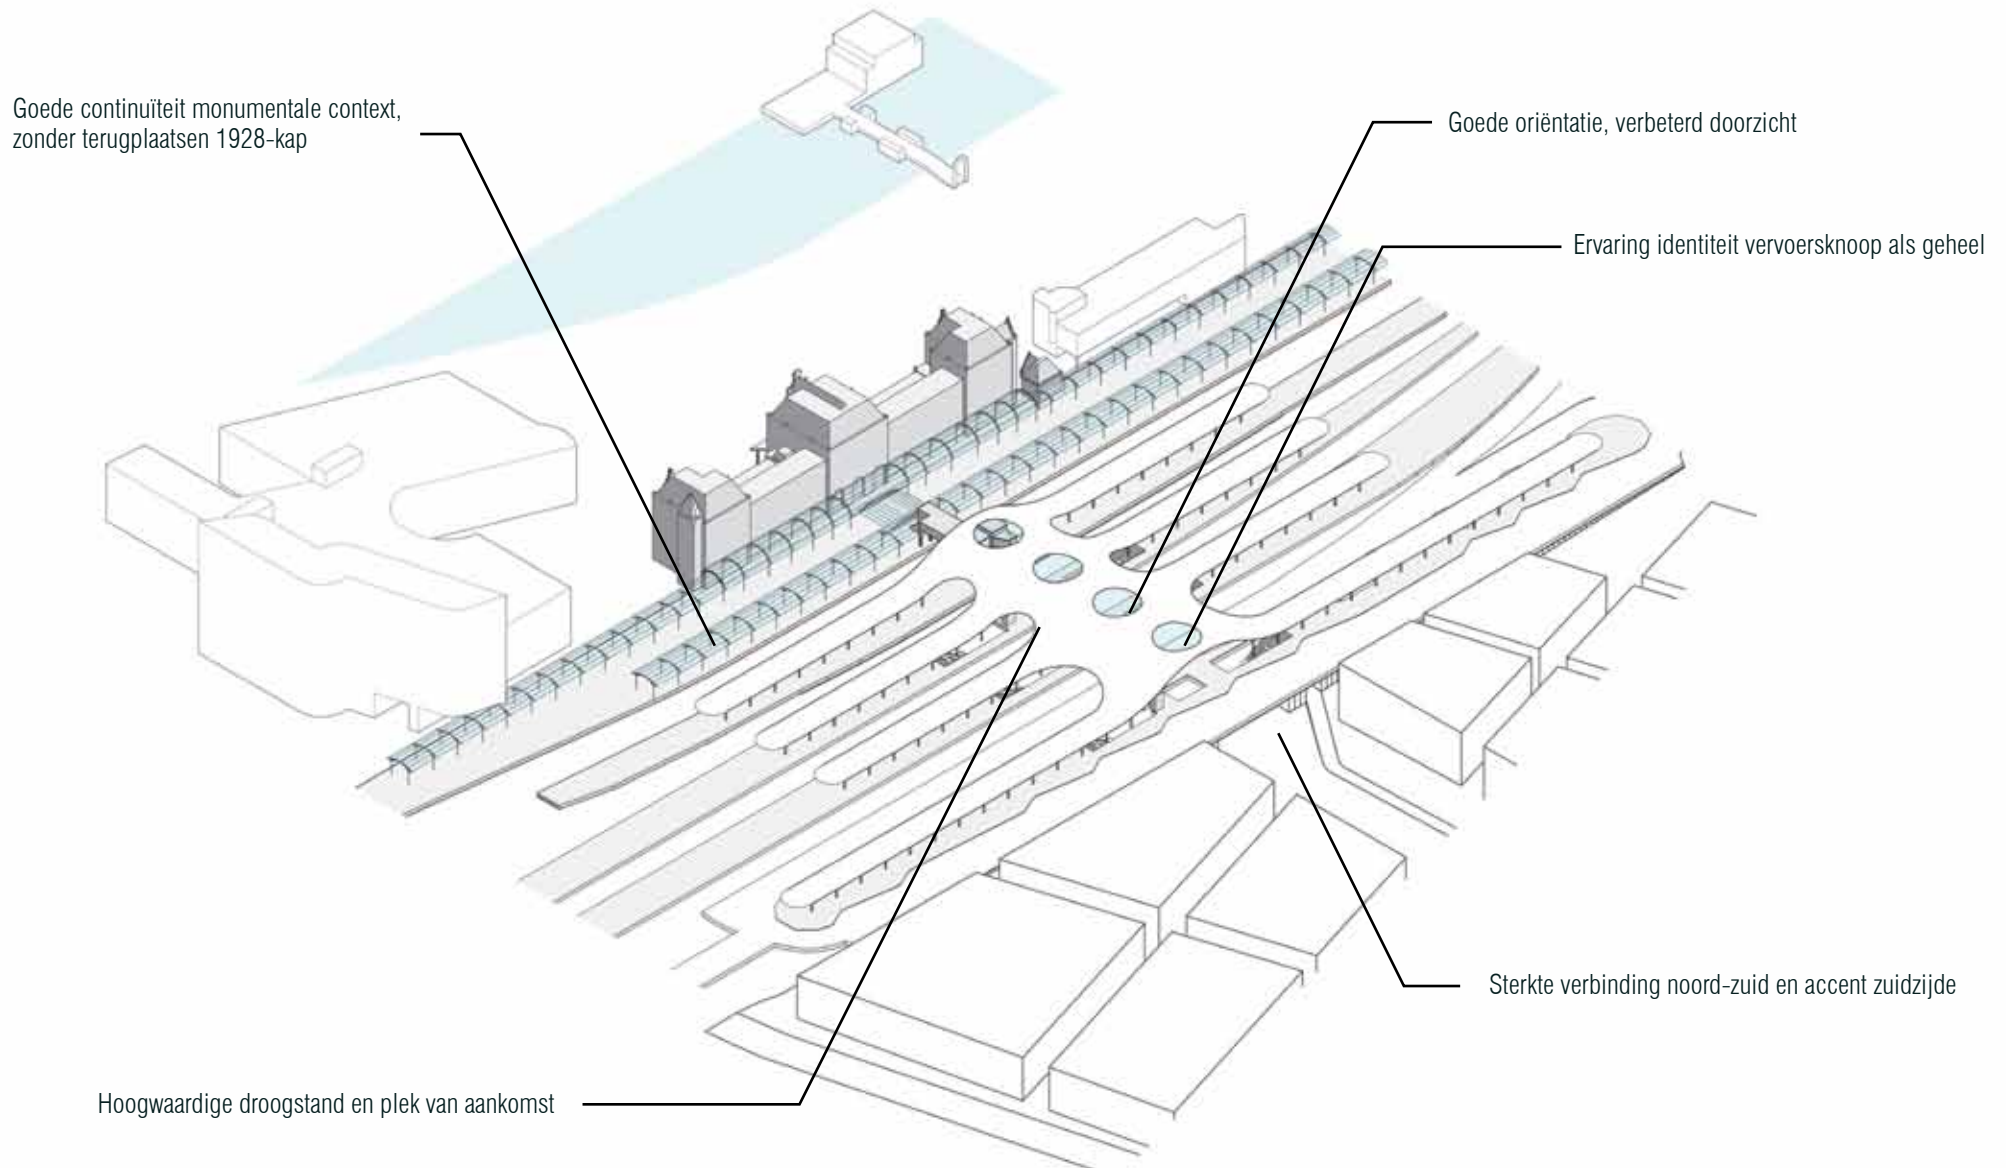 Goede continuïteit monumentale context,
zonder terugplaatsen 1928-kap
Goede oriëntatie, verbeterd doorzicht
Ervaring identiteit vervoersknoop als geheel
Sterkte verbinding noord-zuid en accent zuidzijde
Hoogwaardige droogstand en plek van aankomst